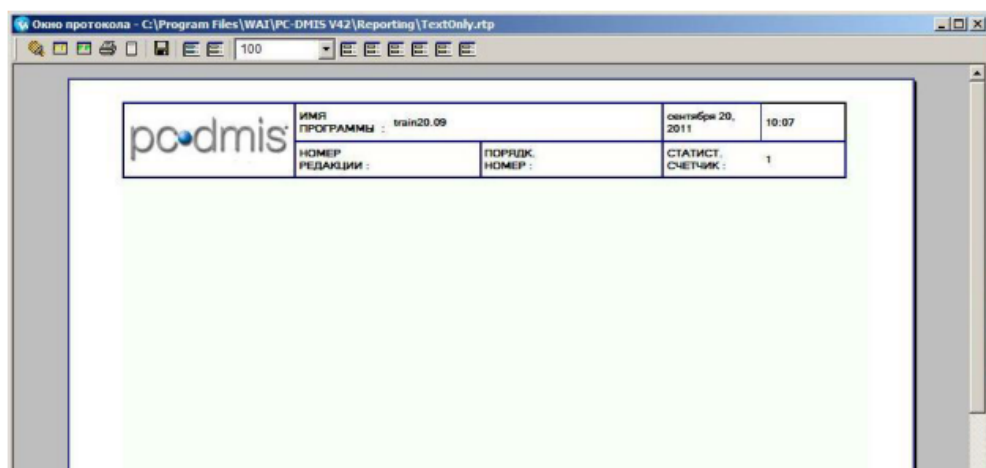 Окно протокола - C:\Program Files\WAI\PC-DMIS V42\Reporting\TextOnly.rtp
100
pc•dmis
ИМЯ
ПРОГРАММЫ : train20.09
сентября 20,
2011
10:07
НОМЕР
РЕДАКЦИИ :
ПОРЯДК.
НОМЕР :
СТАТИСТ.
СЧЕТЧИК :
1